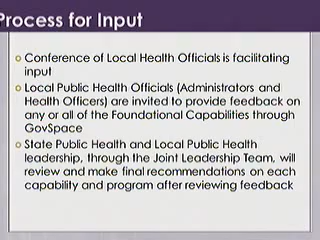 Process for Input
Conference of Local Health Officials is facilitating
input
Local Public Health Officials (Administrators and
Health Officers) are invited to provide feedback on
any or all of the Foundational Capabilities through
GovSpace
State Public Health and Local Public Health
leadership, through the Joint Leadership Team, will
review and make final recommendations on each
capability and program after reviewing feedback